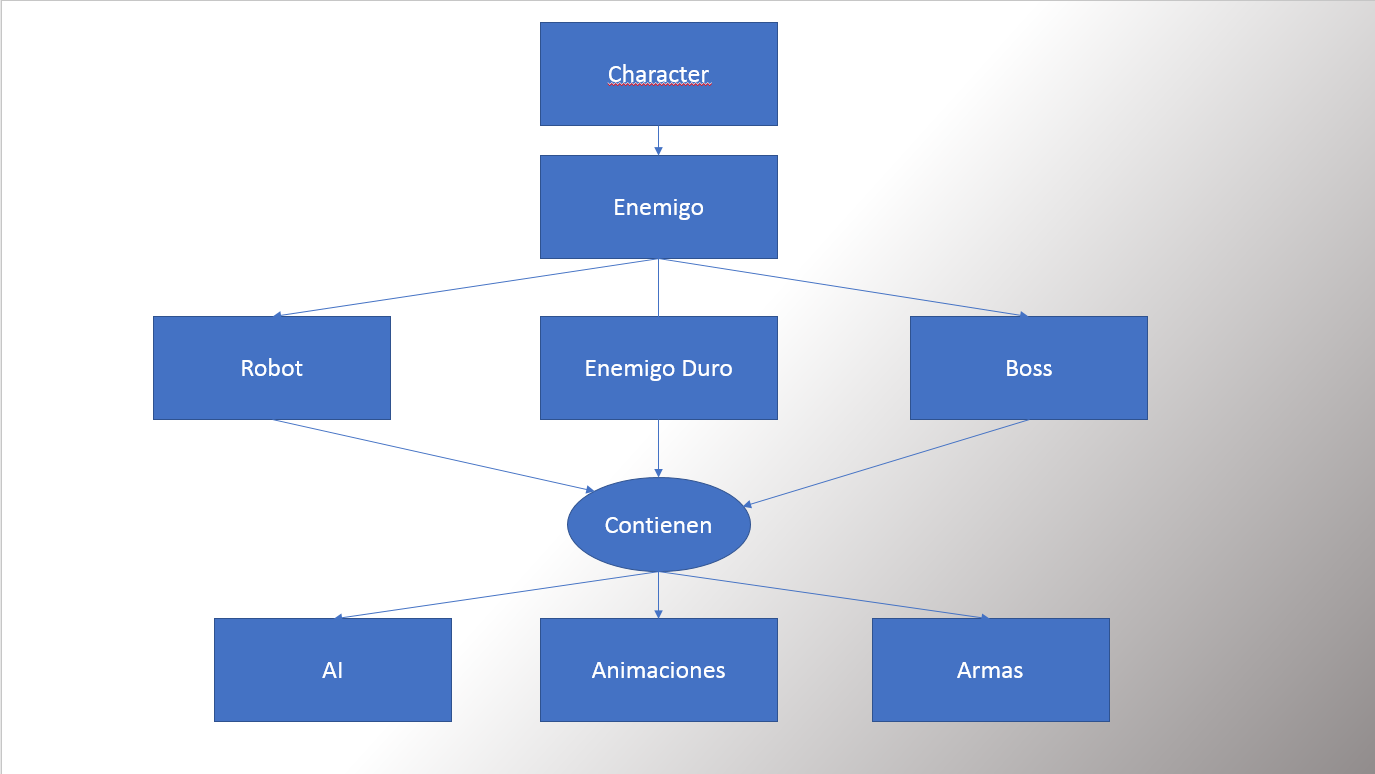 Character
Enemigo
Robot
Enemigo Duro
Boss
Contienen
AI
Animaciones
Armas